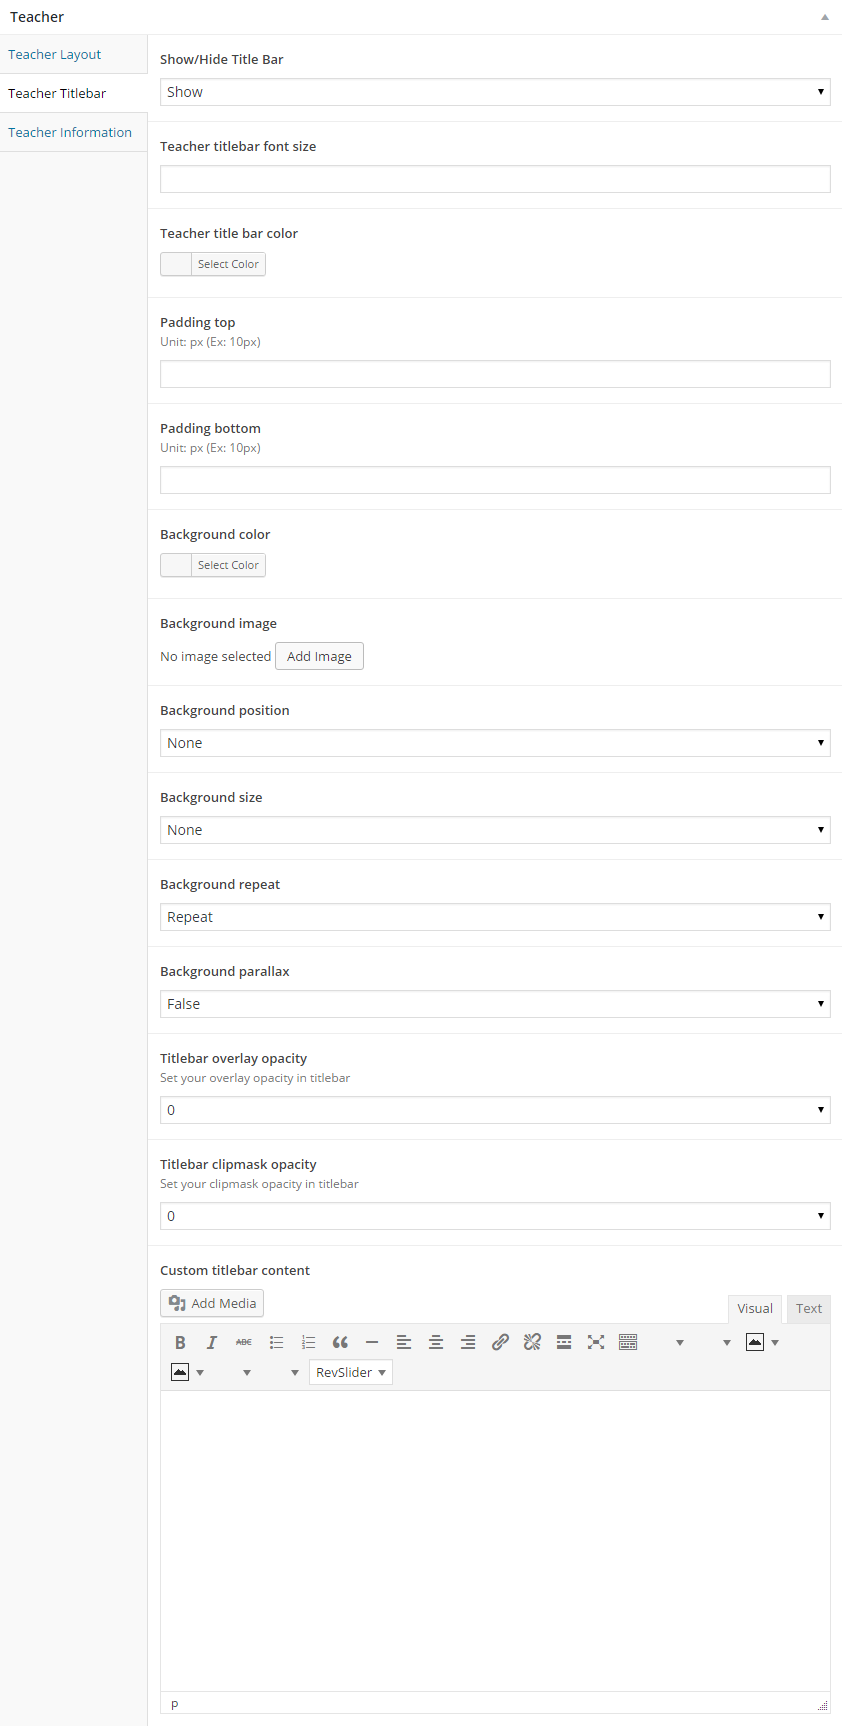 Teacher
Teacher Layout
Teacher Titlebar
Teacher Information
Show/Hide Title Bar
Show
Teacher titlebar font size
Teacher title bar color
Select Color
Padding top
Unit: px (Ex: 10px)
Padding bottom
Unit: px (Ex: 10px)
Background color
Select Color
Background image
No image selected Add Image
Background position
None
Background size
None
Background repeat
Repeat
Background parallax
False
Titlebar overlay opacity
Set your overlay opacity in titlebar
0
Titlebar clipmask opacity
Set your clipmask opacity in titlebar
0
Custom titlebar content
Add Media
Visual Text
B I ABC
RevSlider
p